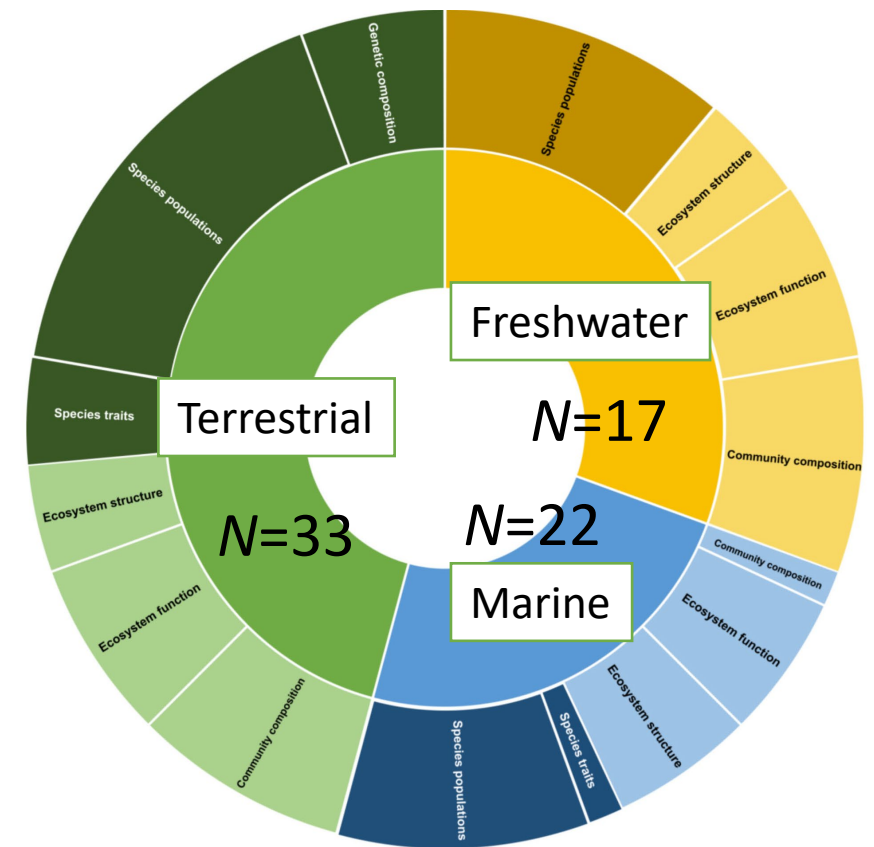 Genetic composition
Species populations
Species populations
Ecosystem structure
Ecosystem function
Freshwater
Species traits
Terrestrial
N=17
Community composition
Ecosystem structure
N=33
N=22
Community composition
Marine
Ecosystem function
Ecosystem function
Ecosystem structure
Community composition
Species traits
Species populations